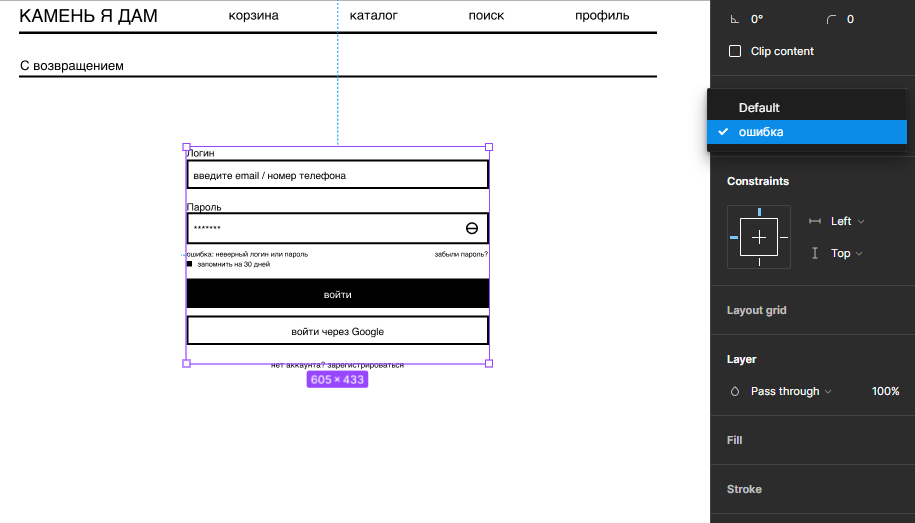 КАМЕНЬ Я ДАМ
корзина
каталог
поиск
профиль
С возвращением
Логин
введите email / номер телефона
Пароль
*******
ошибка: неверный логин или пароль
забыли пароль?
запомнить на 30 дней
войти
войти через Google
нет аккаунта? зарегистрироваться
605 × 433
0°
0
Clip content
Default
ошибка
Constraints
Left
Top
Layout grid
Layer
Pass through
100%
Fill
Stroke